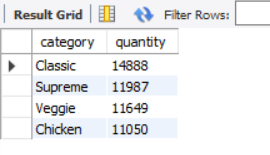 Result Grid Filter Rows:
category quantity
Classic 14888
Supreme 11987
Veggie 11649
Chicken 11050